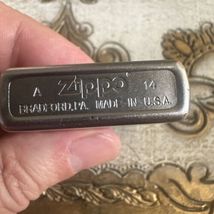 A Zippo 14
BRADFORD, PA. MADE IN U.S.A.